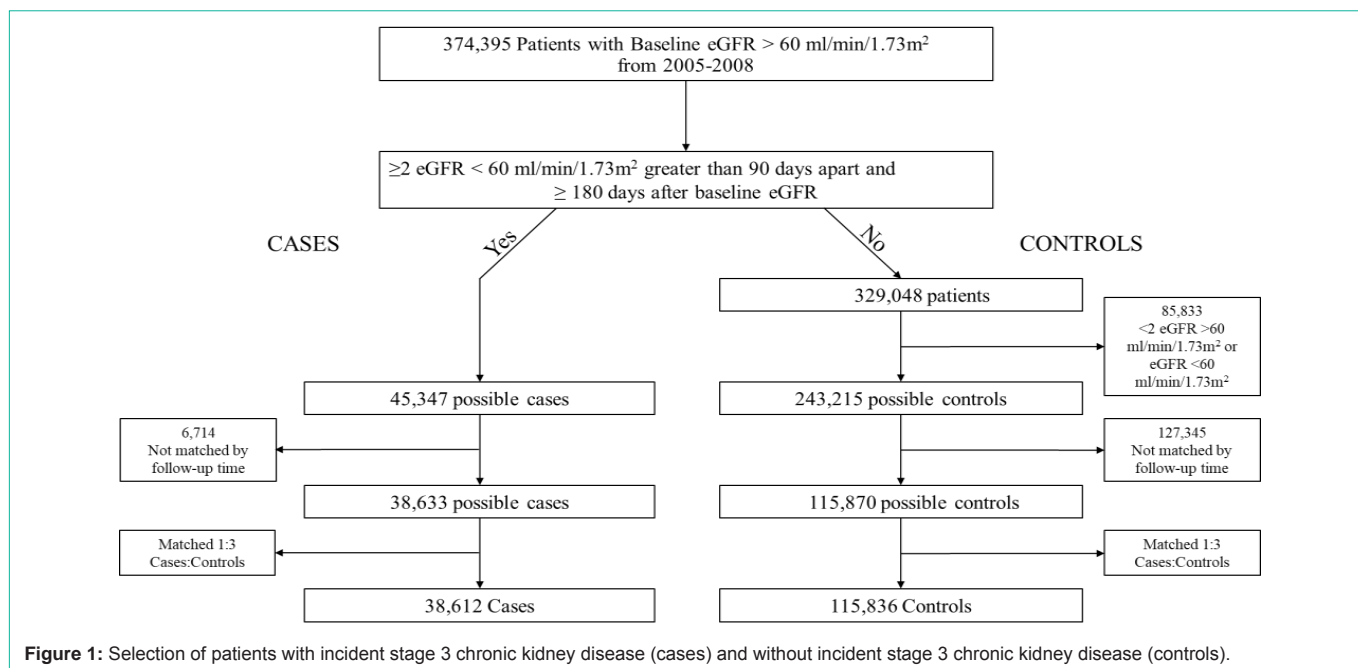 374,395 Patients with Baseline eGFR > 60 ml/min/1.73m²
from 2005-2008
≥2 eGFR < 60 ml/min/1.73m² greater than 90 days apart and
≥ 180 days after baseline eGFR
CASES
Yes
No
CONTROLS
329,048 patients
85,833
<2 eGFR >60
ml/min/1.73m² or
eGFR <60
ml/min/1.73m²
45,347 possible cases
243,215 possible controls
6,714
Not matched by
follow-up time
127,345
Not matched by
follow-up time
38,633 possible cases
115,870 possible controls
Matched 1:3
Cases:Controls
Matched 1:3
Cases:Controls
38,612 Cases
115,836 Controls
Figure 1: Selection of patients with incident stage 3 chronic kidney disease (cases) and without incident stage 3 chronic kidney disease (controls).